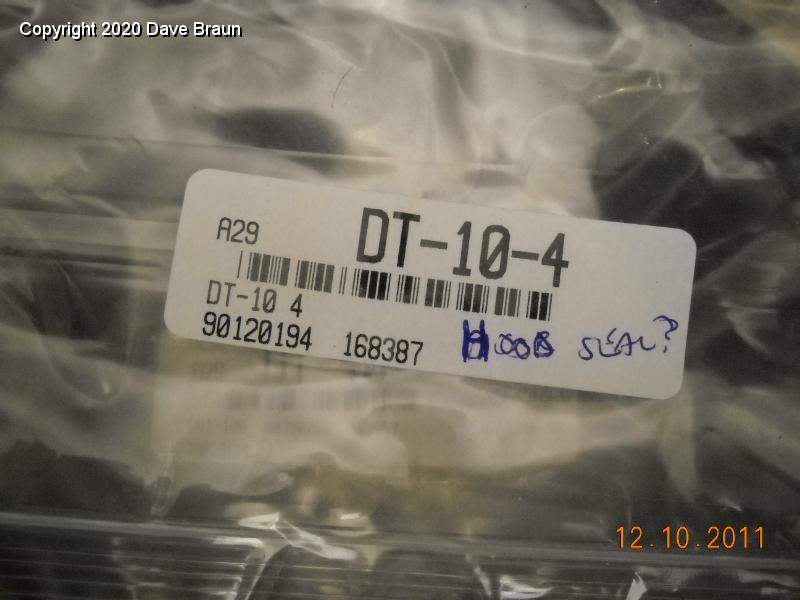 Copyright 2020 Dave Braun
A29 DT-10-4
DT-10 4
90120194 168387 HOOD SEAL?
12.10.2011